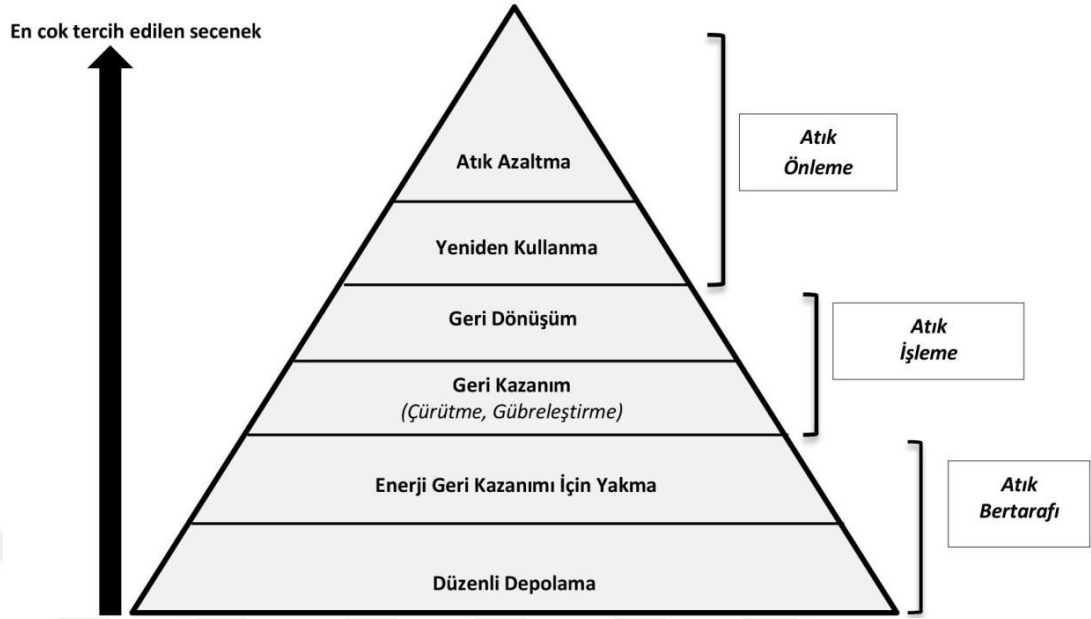 En cok tercih edilen secenek
Atık
Önleme
Atık Azaltma
Yeniden Kullanma
Geri Dönüşüm
Atık
İşleme
Geri Kazanım
(Çürütme, Gübreleştirme)
Enerji Geri Kazanımı İçin Yakma
Atık
Bertarafı
Düzenli Depolama